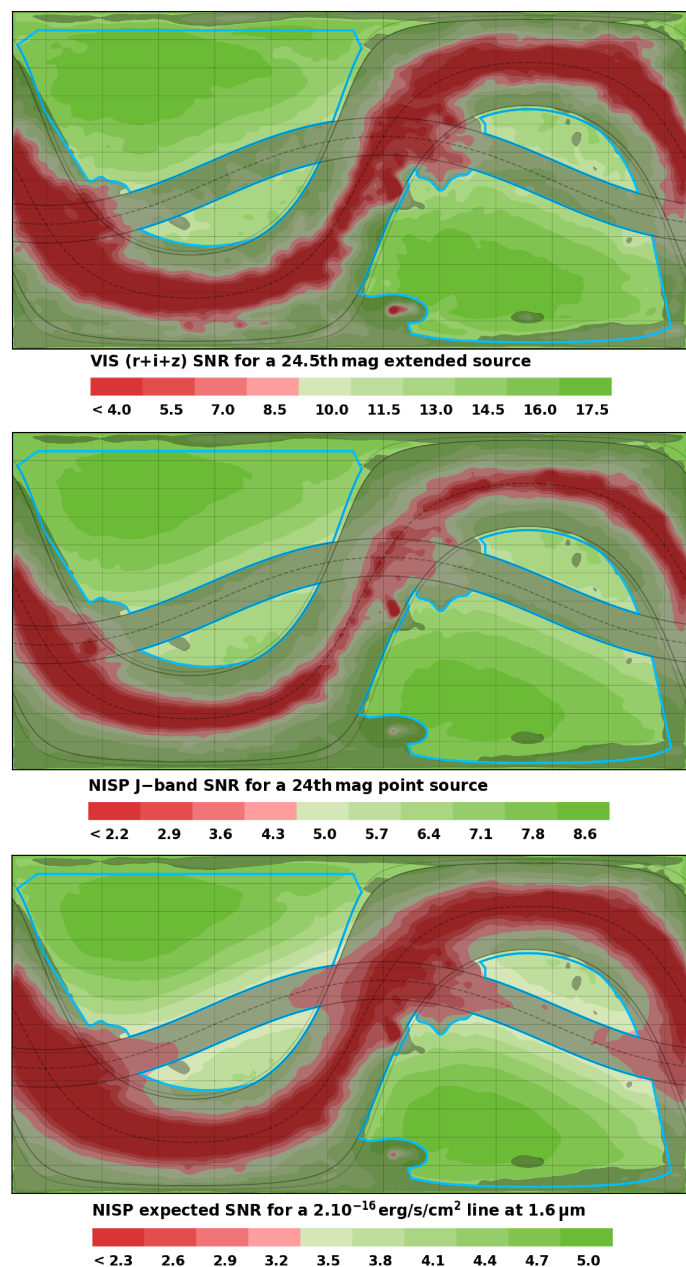 VIS (r+i+z) SNR for a 24.5th mag extended source
< 4.0 5.5 7.0 8.5 10.0 11.5 13.0 14.5 16.0 17.5
NISP J−band SNR for a 24th mag point source
< 2.2 2.9 3.6 4.3 5.0 5.7 6.4 7.1 7.8 8.6
NISP expected SNR for a 2.10⁻¹⁶ erg/s/cm² line at 1.6 μm
< 2.3 2.6 2.9 3.2 3.5 3.8 4.1 4.4 4.7 5.0